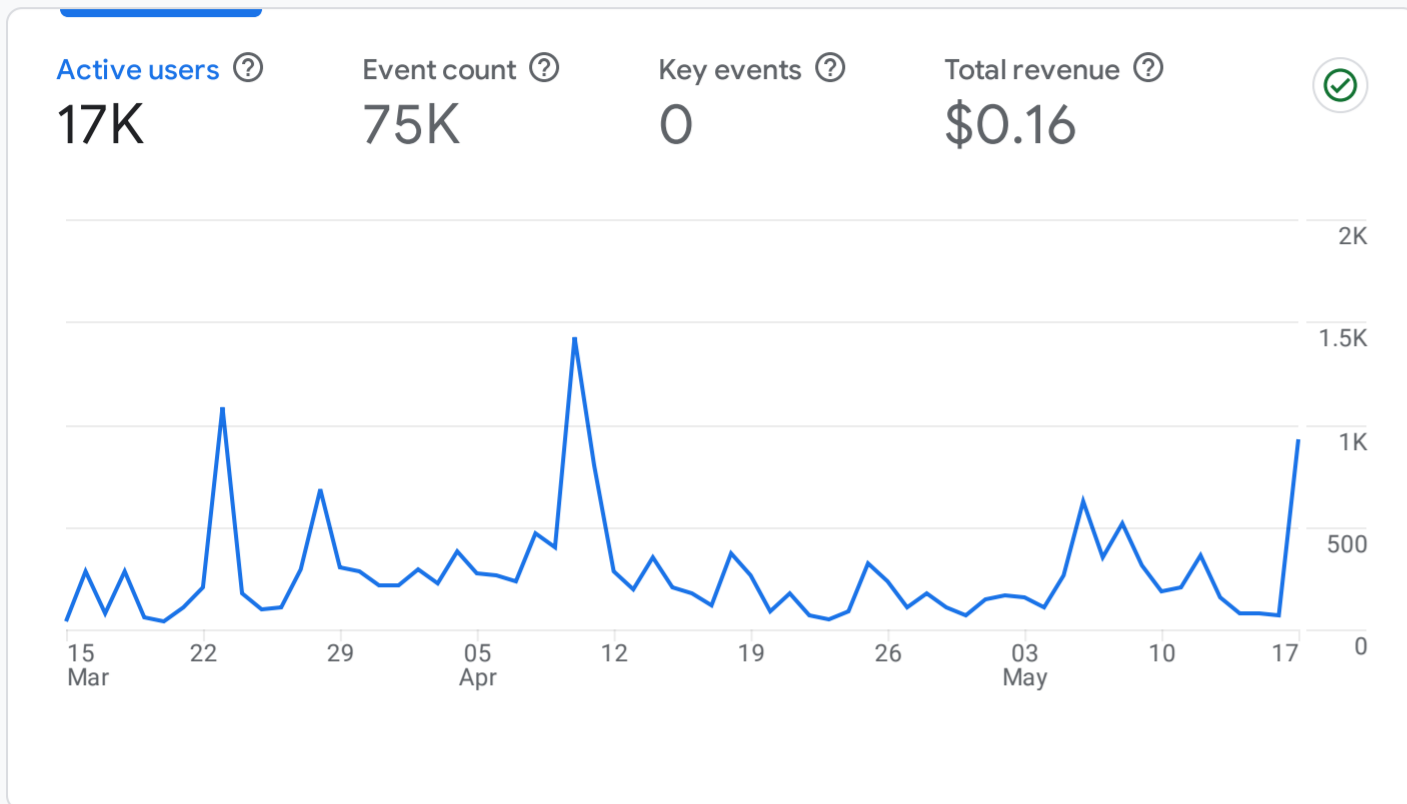 Active users Event count Key events Total revenue
17K 75K 0 $0.16
2K
1.5K
1K
500
0
15 22 29 05 12 19 26 03 10 17
Mar Apr May